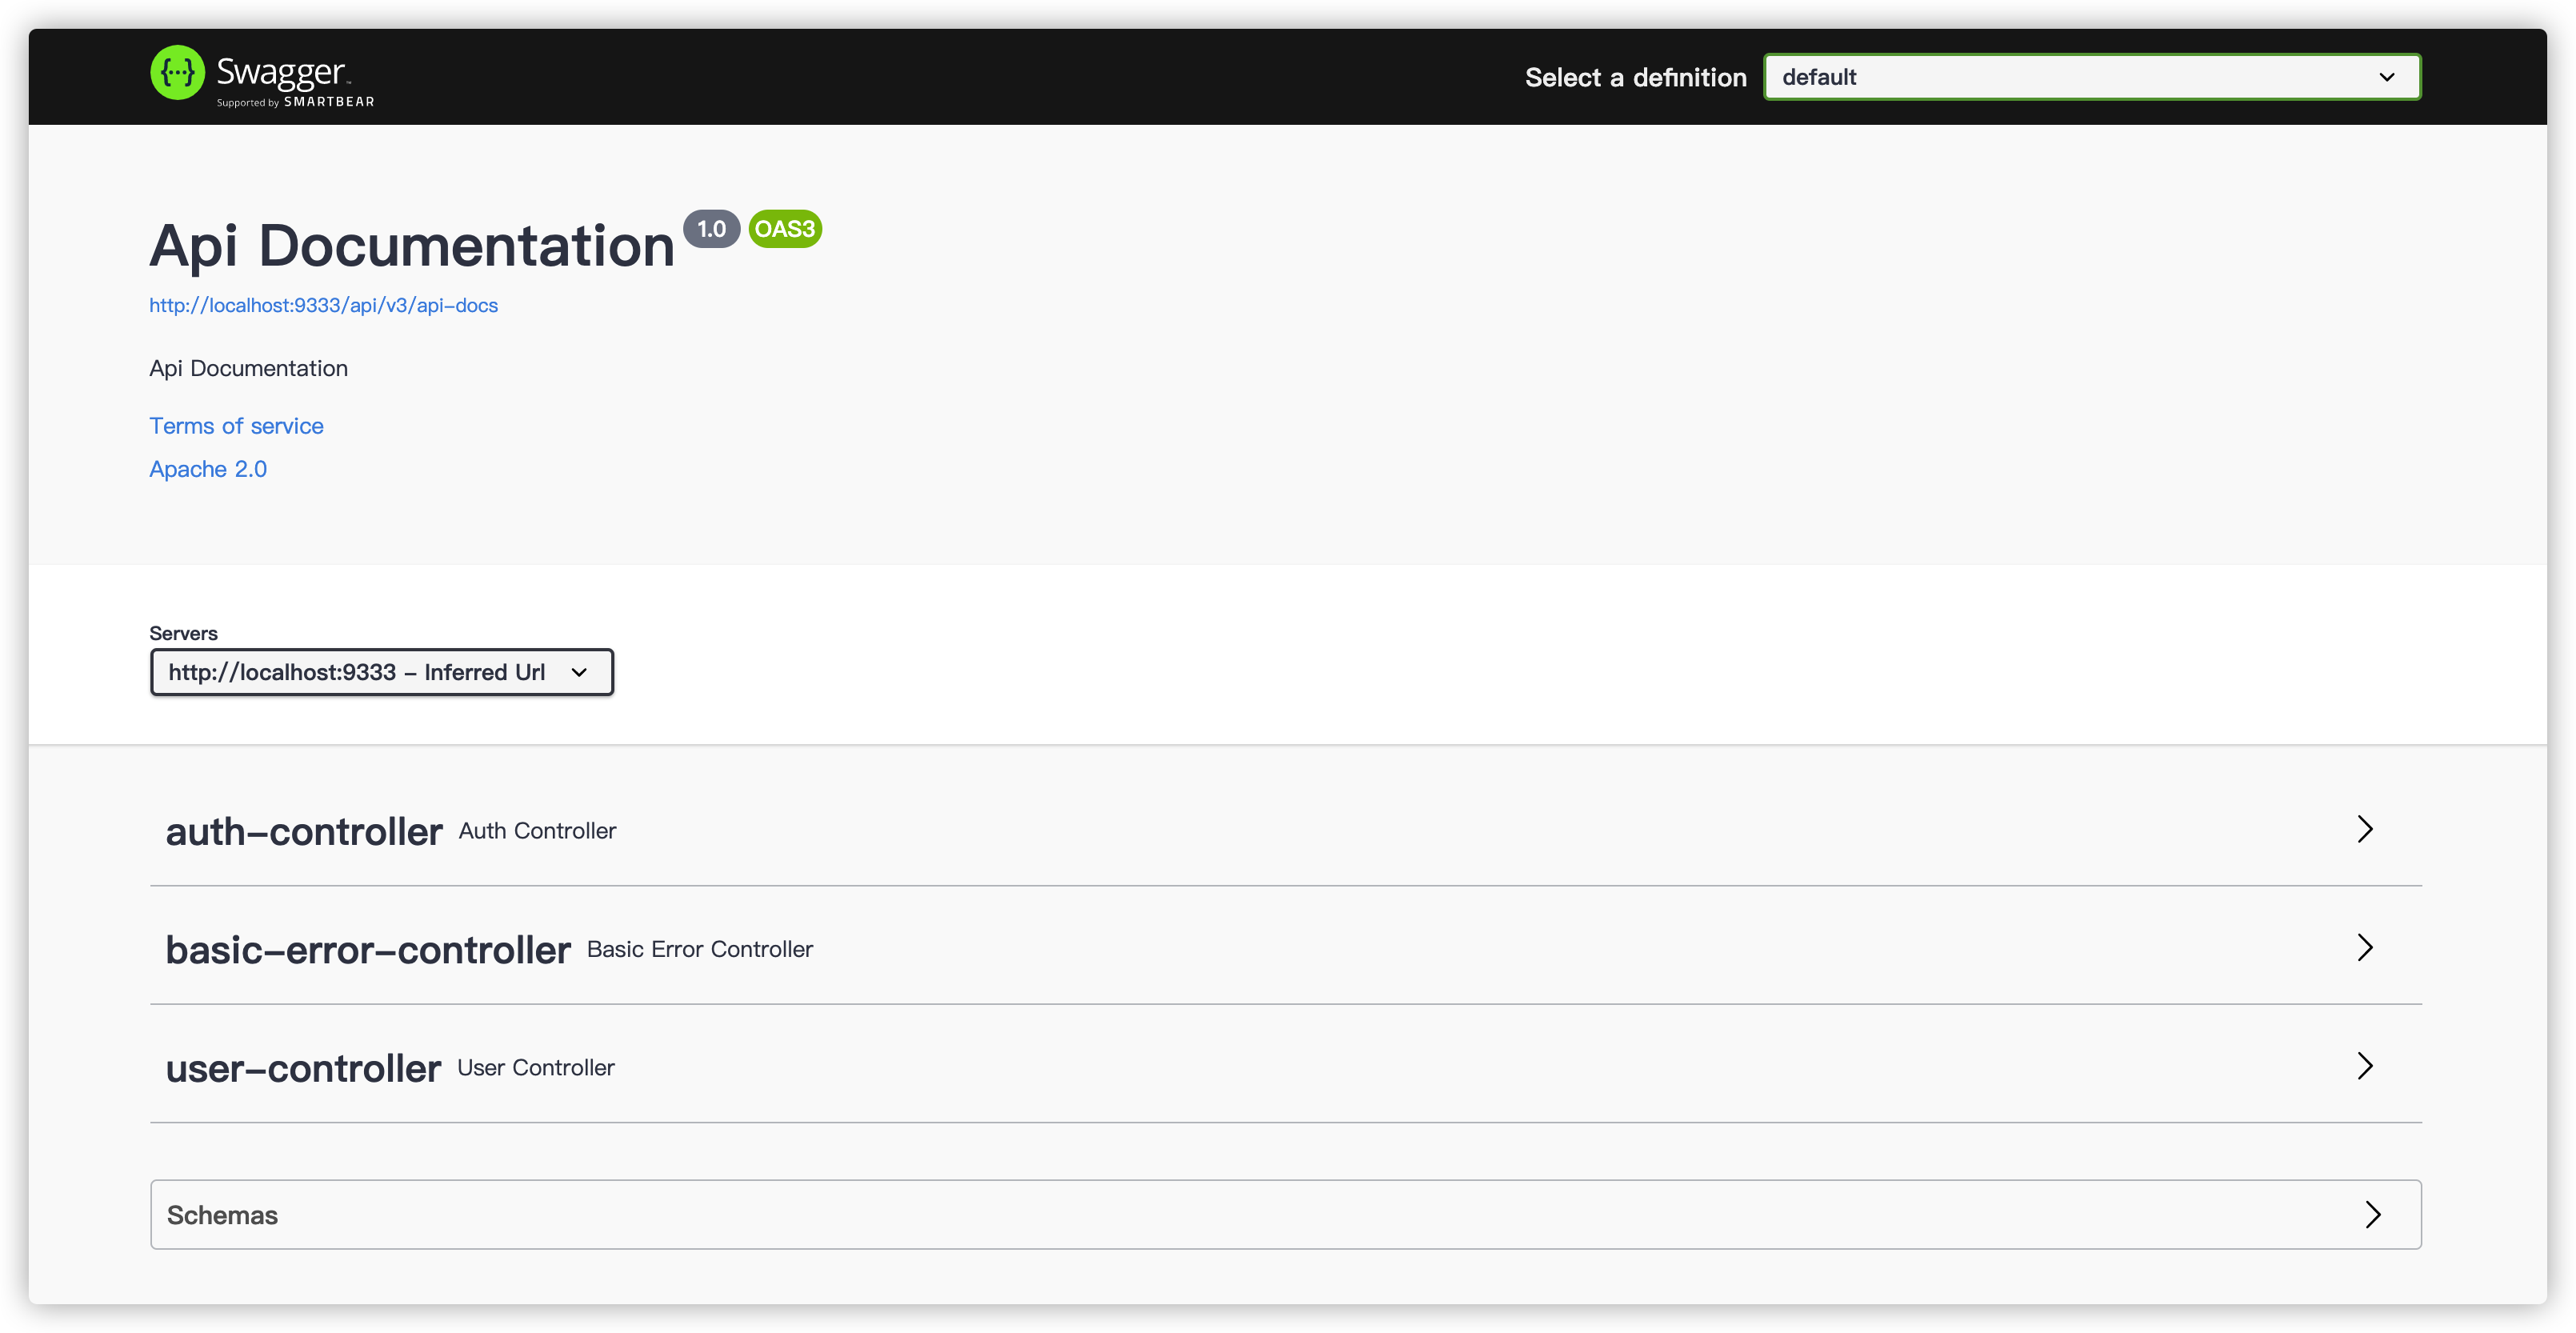 {···} Swagger™
Supported by SMARTBEAR
Select a definition
default
Api Documentation 1.0 OAS3
http://localhost:9333/api/v3/api-docs
Api Documentation
Terms of service
Apache 2.0
Servers
http://localhost:9333 - Inferred Url
auth-controller Auth Controller
basic-error-controller Basic Error Controller
user-controller User Controller
Schemas